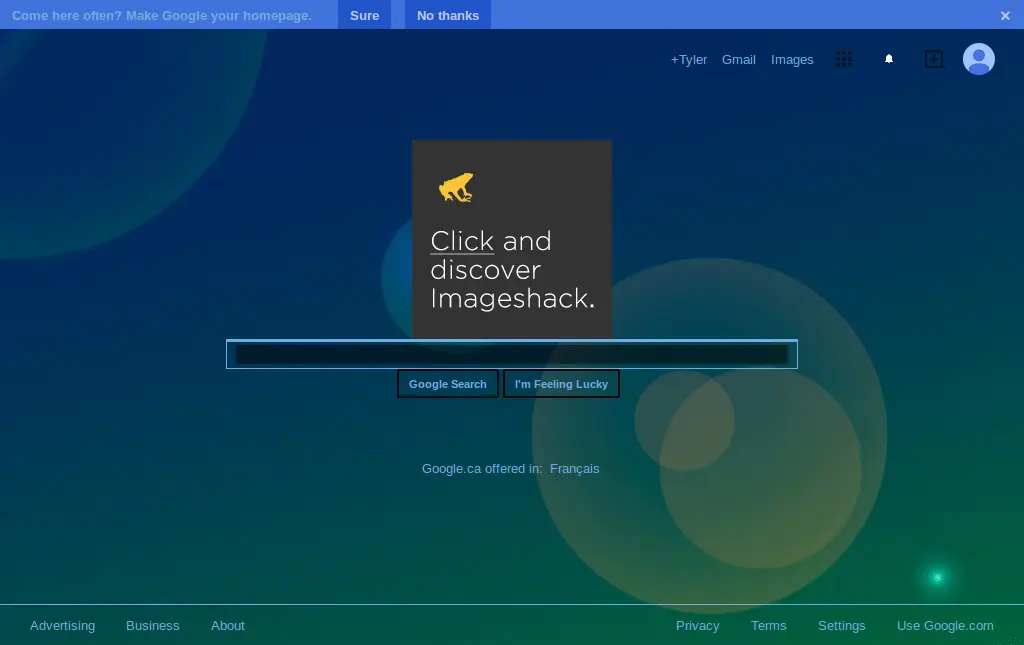 Come here often? Make Google your homepage. Sure No thanks ×
+Tyler Gmail Images
Click and
discover
Imageshack.
Google Search I'm Feeling Lucky
Google.ca offered in: Français
Advertising Business About Privacy Terms Settings Use Google.com